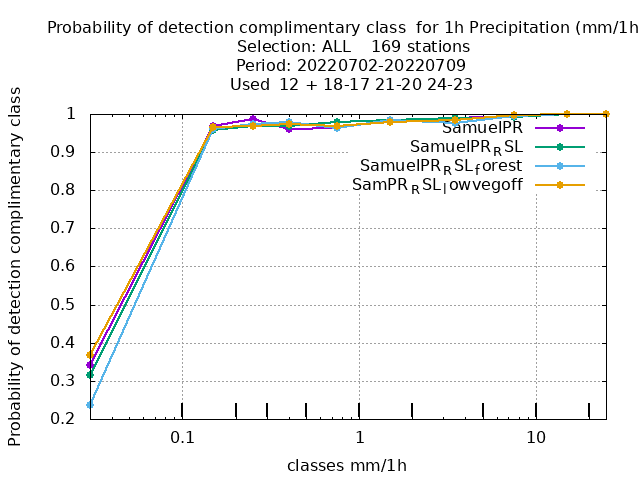 Probability of detection complimentary class  for 1h Precipitation (mm/1h
Selection: ALL    169 stations
Period: 20220702-20220709
Used  12 + 18-17 21-20 24-23
Probability of detection complimentary class
1
0.9
0.8
0.7
0.6
0.5
0.4
0.3
0.2
SamuelPR
SamuelPR_RSL
SamuelPR_RSL_forest
SamPR_RSL_lowvegoff
0.1
1
10
classes mm/1h